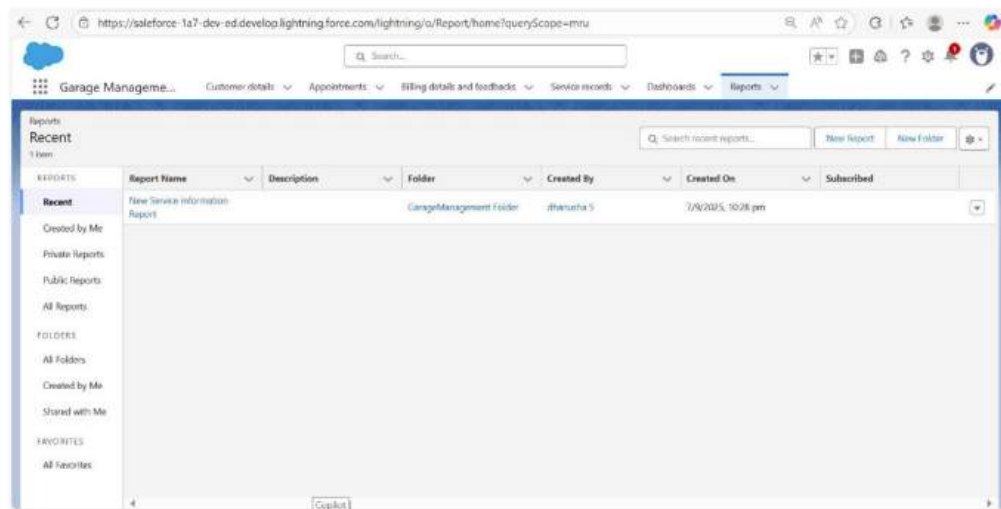 https://saleforce-1a7-dev-ed.develop.lightning.force.com/lightning/o/Report/home?queryScope=mru
Search...
Garage Manageme... Customer details Appointments Billing details and feedbacks Service records Dashboards Reports
Reports
Recent
1 item
Search recent reports...
New Report New Folder
REPORTS
Report Name Description Folder Created By Created On Subscribed
Recent
New Service information
Report
GarageManagement Folder dhanusha S 7/9/2025, 10:28 pm
Created by Me
Private Reports
Public Reports
All Reports
FOLDERS
All Folders
Created by Me
Shared with Me
FAVORITES
All Favorites
Copilot